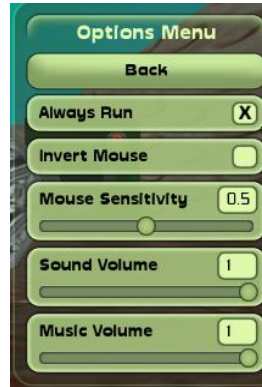 Options Menu
Back
Always Run X
Invert Mouse
Mouse Sensitivity 0.5
Sound Volume 1
Music Volume 1